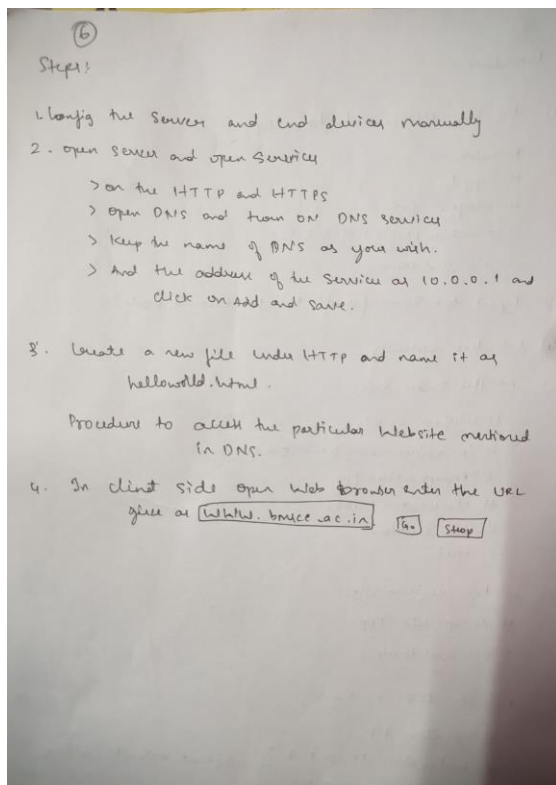 6
Steps:
1. Config the Server and end devices manually
2. open server and open Services
> on the HTTP and HTTPS
> open DNS and turn ON DNS services
> Keep the name of DNS as your wish.
> And the address of the Service as 10.0.0.1 and
click on Add and save.
3. Create a new file under HTTP and name it as
helloworld.html.
Procedure to access the particular Website mentioned
in DNS.
4. In client side open Web browser enter the URL
give as www.bmsce.ac.in Go Stop